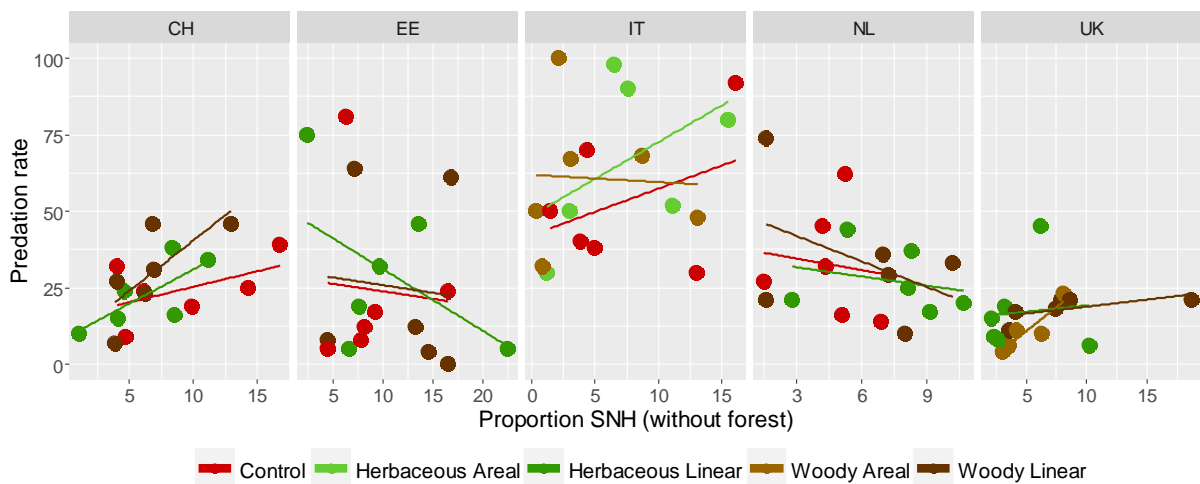 CH EE IT NL UK
100
75
50
25
0
Predation rate
5 10 15 5 10 15 20 0 5 10 15 3 6 9 5 10 15
Proportion SNH (without forest)
Control Herbaceous Areal Herbaceous Linear Woody Areal Woody Linear